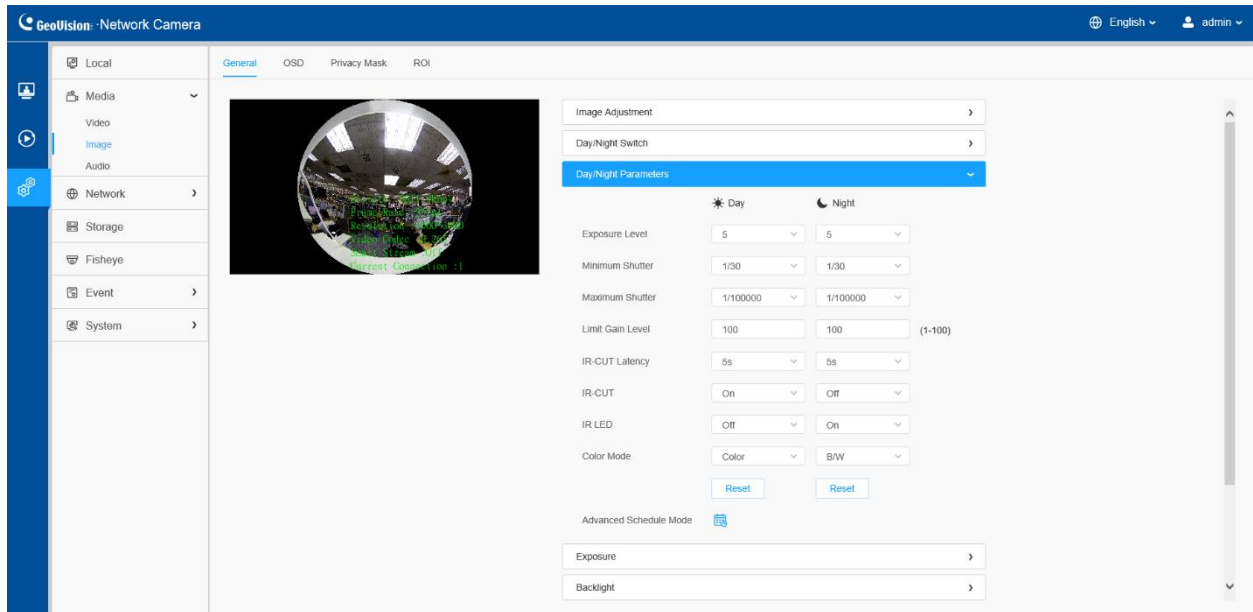 GeoVision: ·Network Camera
English
admin
Local
Media
Video
Image
Audio
Network
Storage
Fisheye
Event
System
General OSD Privacy Mask ROI
Current Connection :1
Image Adjustment
Day/Night Switch
Day/Night Parameters
Day Night
Exposure Level 5 5
Minimum Shutter 1/30 1/30
Maximum Shutter 1/100000 1/100000
Limit Gain Level 100 100 (1-100)
IR-CUT Latency 5s 5s
IR-CUT On Off
IR LED Off On
Color Mode Color B/W
Reset Reset
Advanced Schedule Mode
Exposure
Backlight